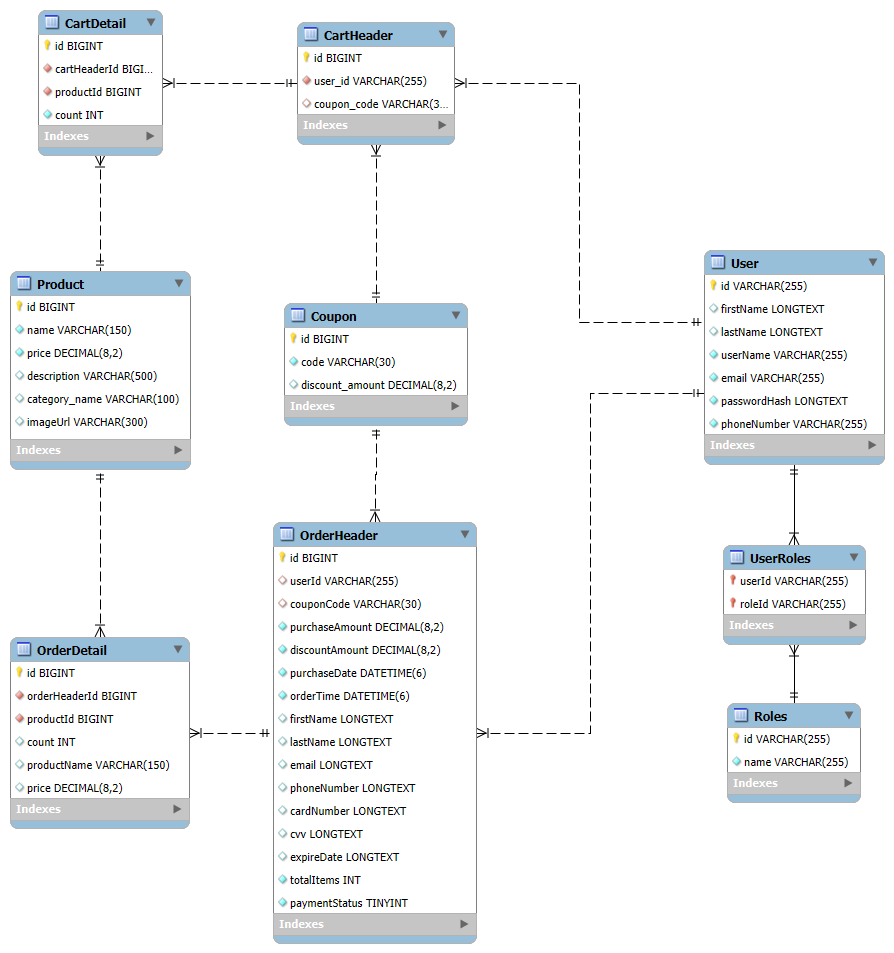 CartDetail
id BIGINT
cartHeaderId BIGI...
productId BIGINT
count INT
Indexes
CartHeader
id BIGINT
user_id VARCHAR(255)
coupon_code VARCHAR(3...
Indexes
Product
id BIGINT
name VARCHAR(150)
price DECIMAL(8,2)
description VARCHAR(500)
category_name VARCHAR(100)
imageUrl VARCHAR(300)
Indexes
Coupon
id BIGINT
code VARCHAR(30)
discount_amount DECIMAL(8,2)
Indexes
User
id VARCHAR(255)
firstName LONGTEXT
lastName LONGTEXT
userName VARCHAR(255)
email VARCHAR(255)
passwordHash LONGTEXT
phoneNumber VARCHAR(255)
Indexes
OrderDetail
id BIGINT
orderHeaderId BIGINT
productId BIGINT
count INT
productName VARCHAR(150)
price DECIMAL(8,2)
Indexes
OrderHeader
id BIGINT
userId VARCHAR(255)
couponCode VARCHAR(30)
purchaseAmount DECIMAL(8,2)
discountAmount DECIMAL(8,2)
purchaseDate DATETIME(6)
orderTime DATETIME(6)
firstName LONGTEXT
lastName LONGTEXT
email LONGTEXT
phoneNumber LONGTEXT
cardNumber LONGTEXT
cvv LONGTEXT
expireDate LONGTEXT
totalItems INT
paymentStatus TINYINT
Indexes
UserRoles
userId VARCHAR(255)
roleId VARCHAR(255)
Indexes
Roles
id VARCHAR(255)
name VARCHAR(255)
Indexes